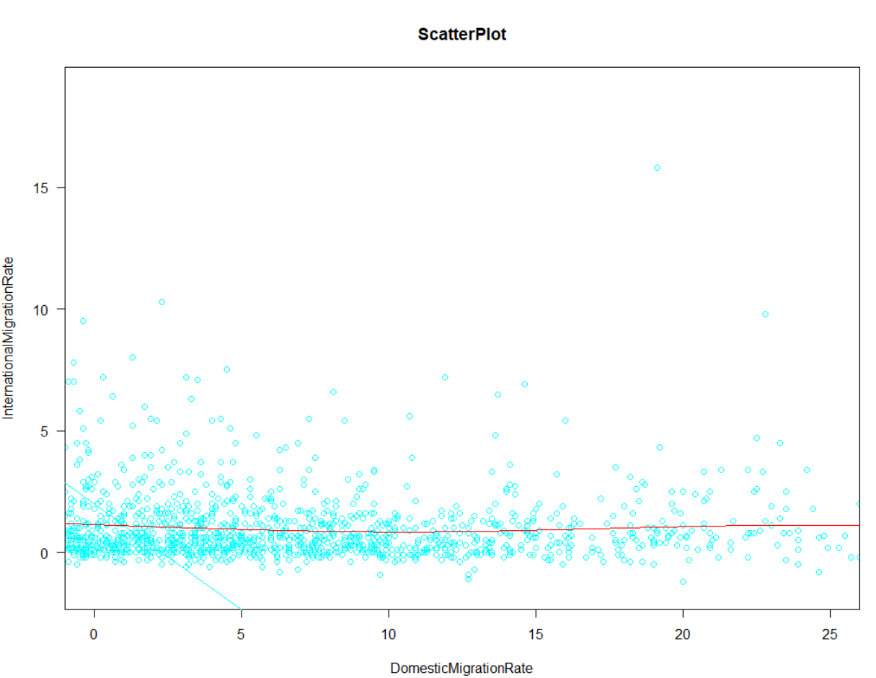 ScatterPlot
InternationalMigrationRate
15
10
5
0
0 5 10 15 20 25
DomesticMigrationRate